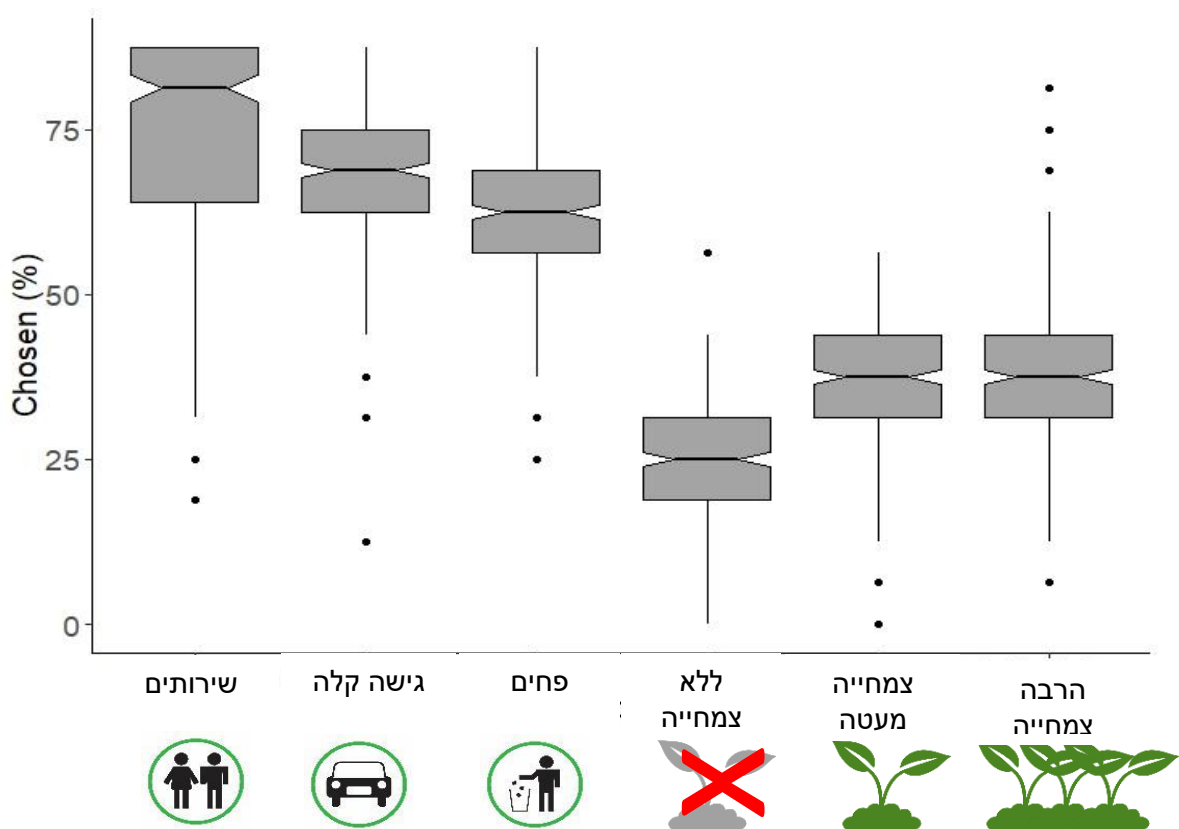 Chosen (%)
75
50
25
0
שירותים
גישה קלה
פחים
ללא
צמחייה
צמחייה
מעטה
הרבה
צמחייה